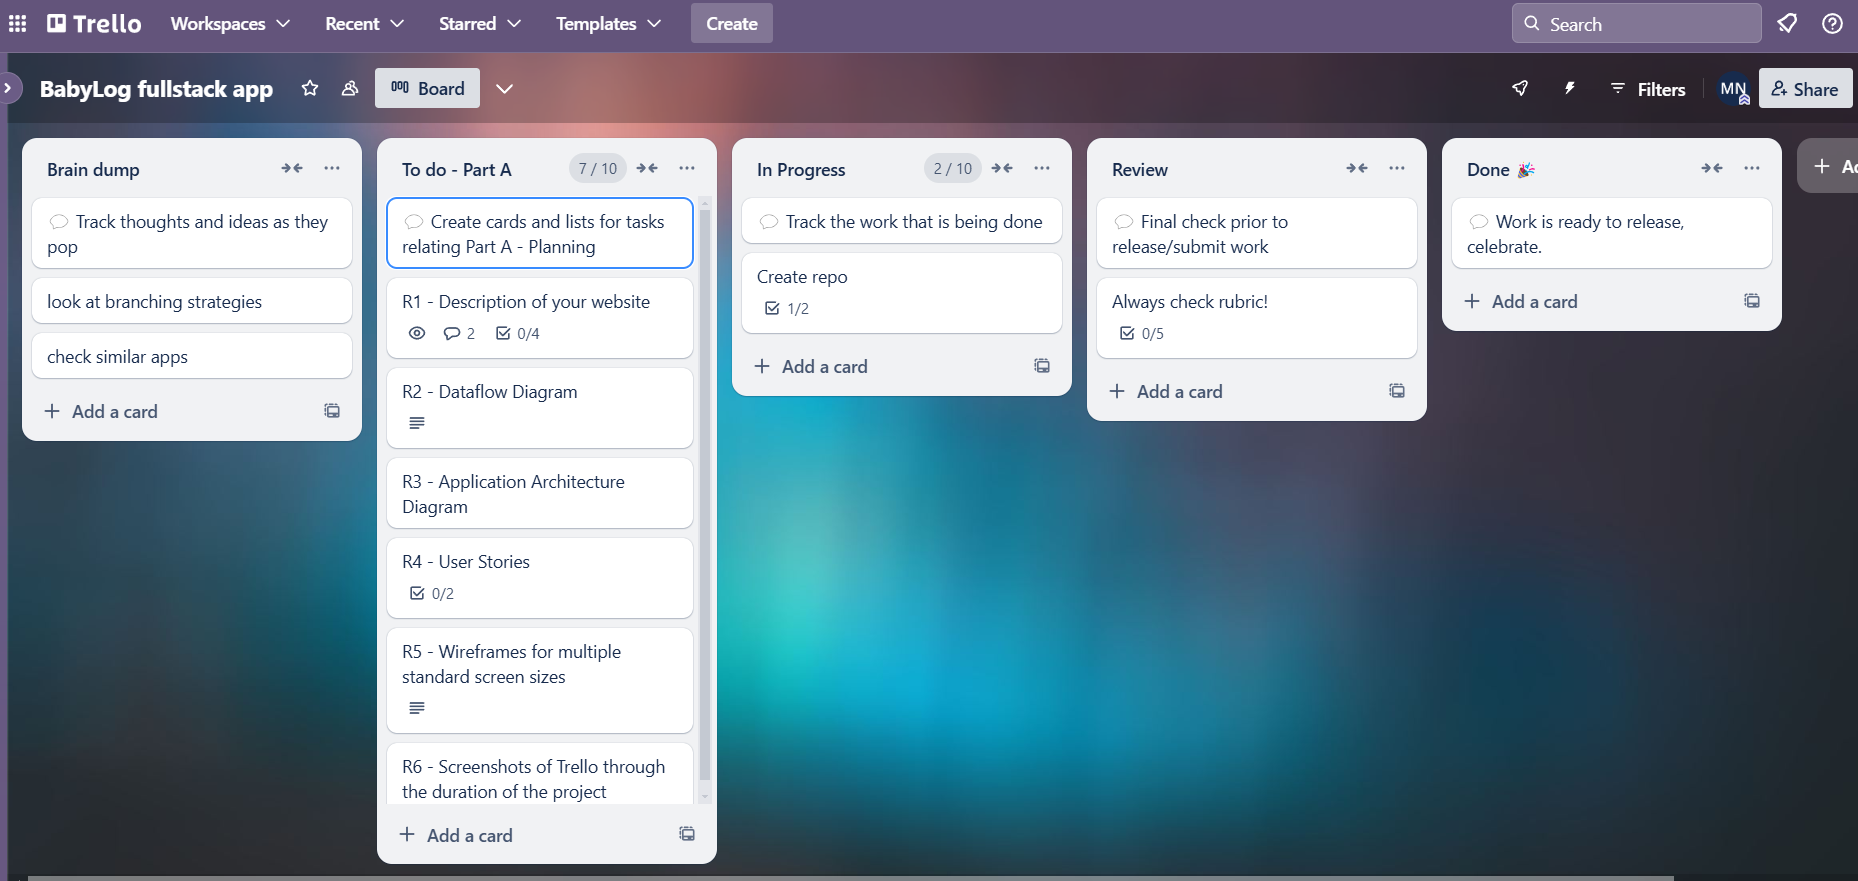 Trello
Workspaces
Recent
Starred
Templates
Create
Search
BabyLog fullstack app
Board
Filters
MN
Share
Brain dump
💬 Track thoughts and ideas as they
pop
look at branching strategies
check similar apps
+ Add a card
To do - Part A
7 / 10
💬 Create cards and lists for tasks
relating Part A - Planning
R1 - Description of your website
2
0/4
R2 - Dataflow Diagram
R3 - Application Architecture
Diagram
R4 - User Stories
0/2
R5 - Wireframes for multiple
standard screen sizes
R6 - Screenshots of Trello through
the duration of the project
+ Add a card
In Progress
2 / 10
💬 Track the work that is being done
Create repo
1/2
+ Add a card
Review
💬 Final check prior to
release/submit work
Always check rubric!
0/5
+ Add a card
Done 🎉
💬 Work is ready to release,
celebrate.
+ Add a card